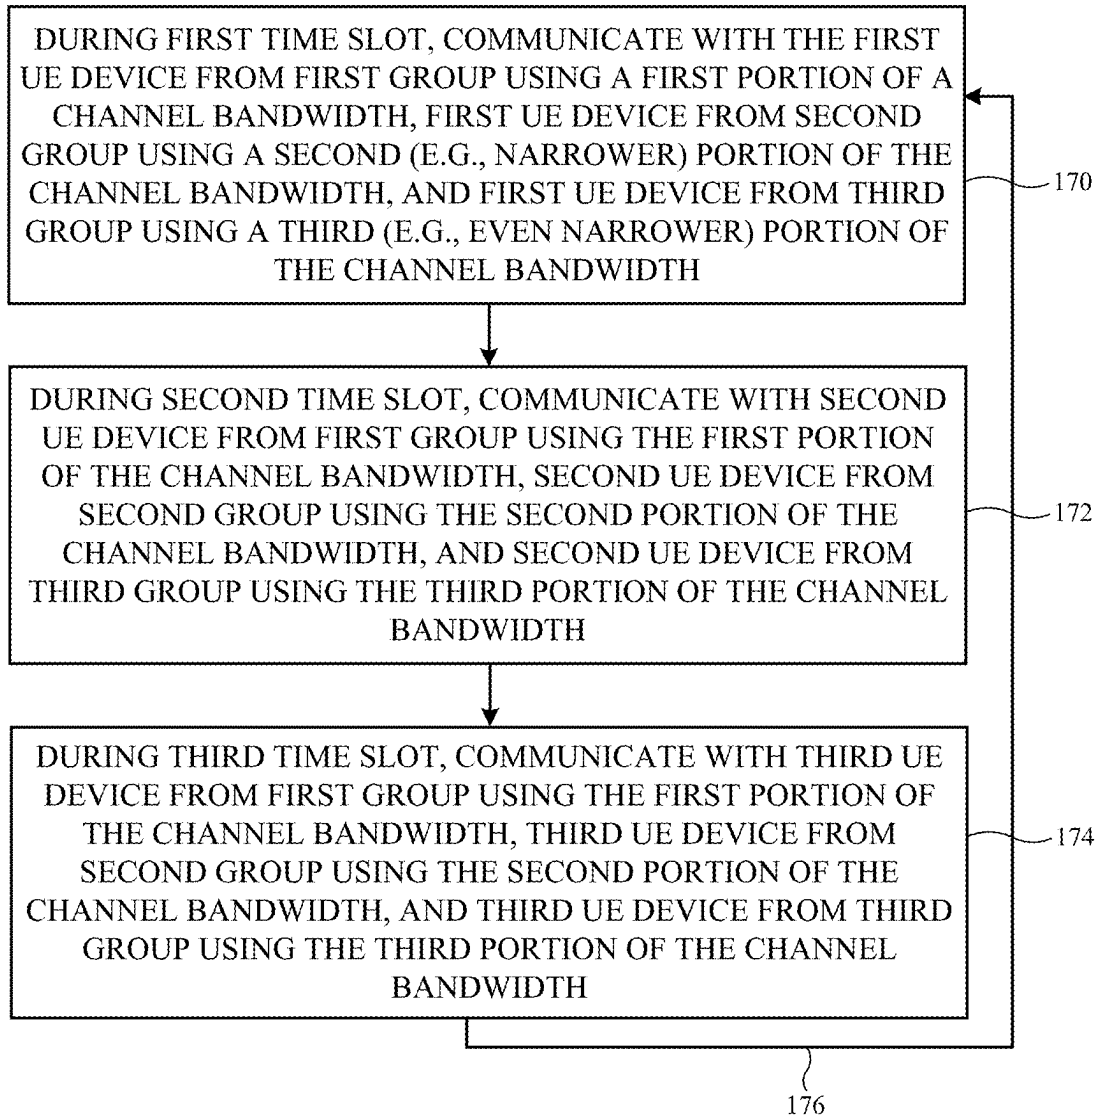 DURING FIRST TIME SLOT, COMMUNICATE WITH THE FIRST
UE DEVICE FROM FIRST GROUP USING A FIRST PORTION OF A
CHANNEL BANDWIDTH, FIRST UE DEVICE FROM SECOND
GROUP USING A SECOND (E.G., NARROWER) PORTION OF THE
CHANNEL BANDWIDTH, AND FIRST UE DEVICE FROM THIRD
GROUP USING A THIRD (E.G., EVEN NARROWER) PORTION OF
THE CHANNEL BANDWIDTH
170
DURING SECOND TIME SLOT, COMMUNICATE WITH SECOND
UE DEVICE FROM FIRST GROUP USING THE FIRST PORTION
OF THE CHANNEL BANDWIDTH, SECOND UE DEVICE FROM
SECOND GROUP USING THE SECOND PORTION OF THE
CHANNEL BANDWIDTH, AND SECOND UE DEVICE FROM
THIRD GROUP USING THE THIRD PORTION OF THE CHANNEL
BANDWIDTH
172
DURING THIRD TIME SLOT, COMMUNICATE WITH THIRD UE
DEVICE FROM FIRST GROUP USING THE FIRST PORTION OF
THE CHANNEL BANDWIDTH, THIRD UE DEVICE FROM
SECOND GROUP USING THE SECOND PORTION OF THE
CHANNEL BANDWIDTH, AND THIRD UE DEVICE FROM THIRD
GROUP USING THE THIRD PORTION OF THE CHANNEL
BANDWIDTH
174
176